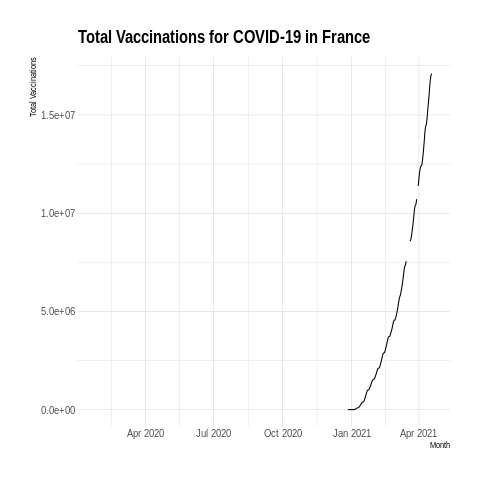 Total Vaccinations for COVID-19 in France
Total Vaccinations
1.5e+07
1.0e+07
5.0e+06
0.0e+00
Apr 2020 Jul 2020 Oct 2020 Jan 2021 Apr 2021
Month